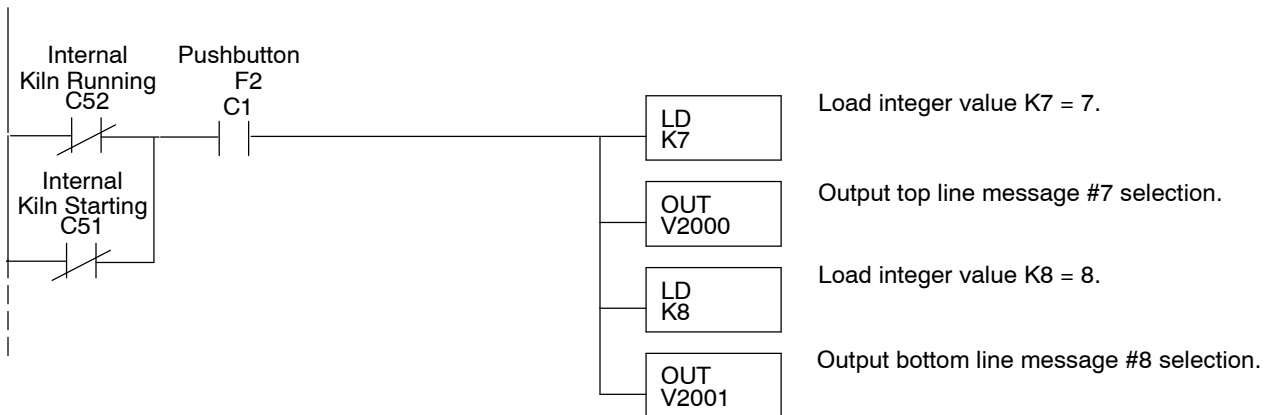 Internal
Kiln Running
C52
Pushbutton
F2
C1
LD
K7
Load integer value K7 = 7.
Internal
Kiln Starting
C51
OUT
V2000
Output top line message #7 selection.
LD
K8
Load integer value K8 = 8.
OUT
V2001
Output bottom line message #8 selection.